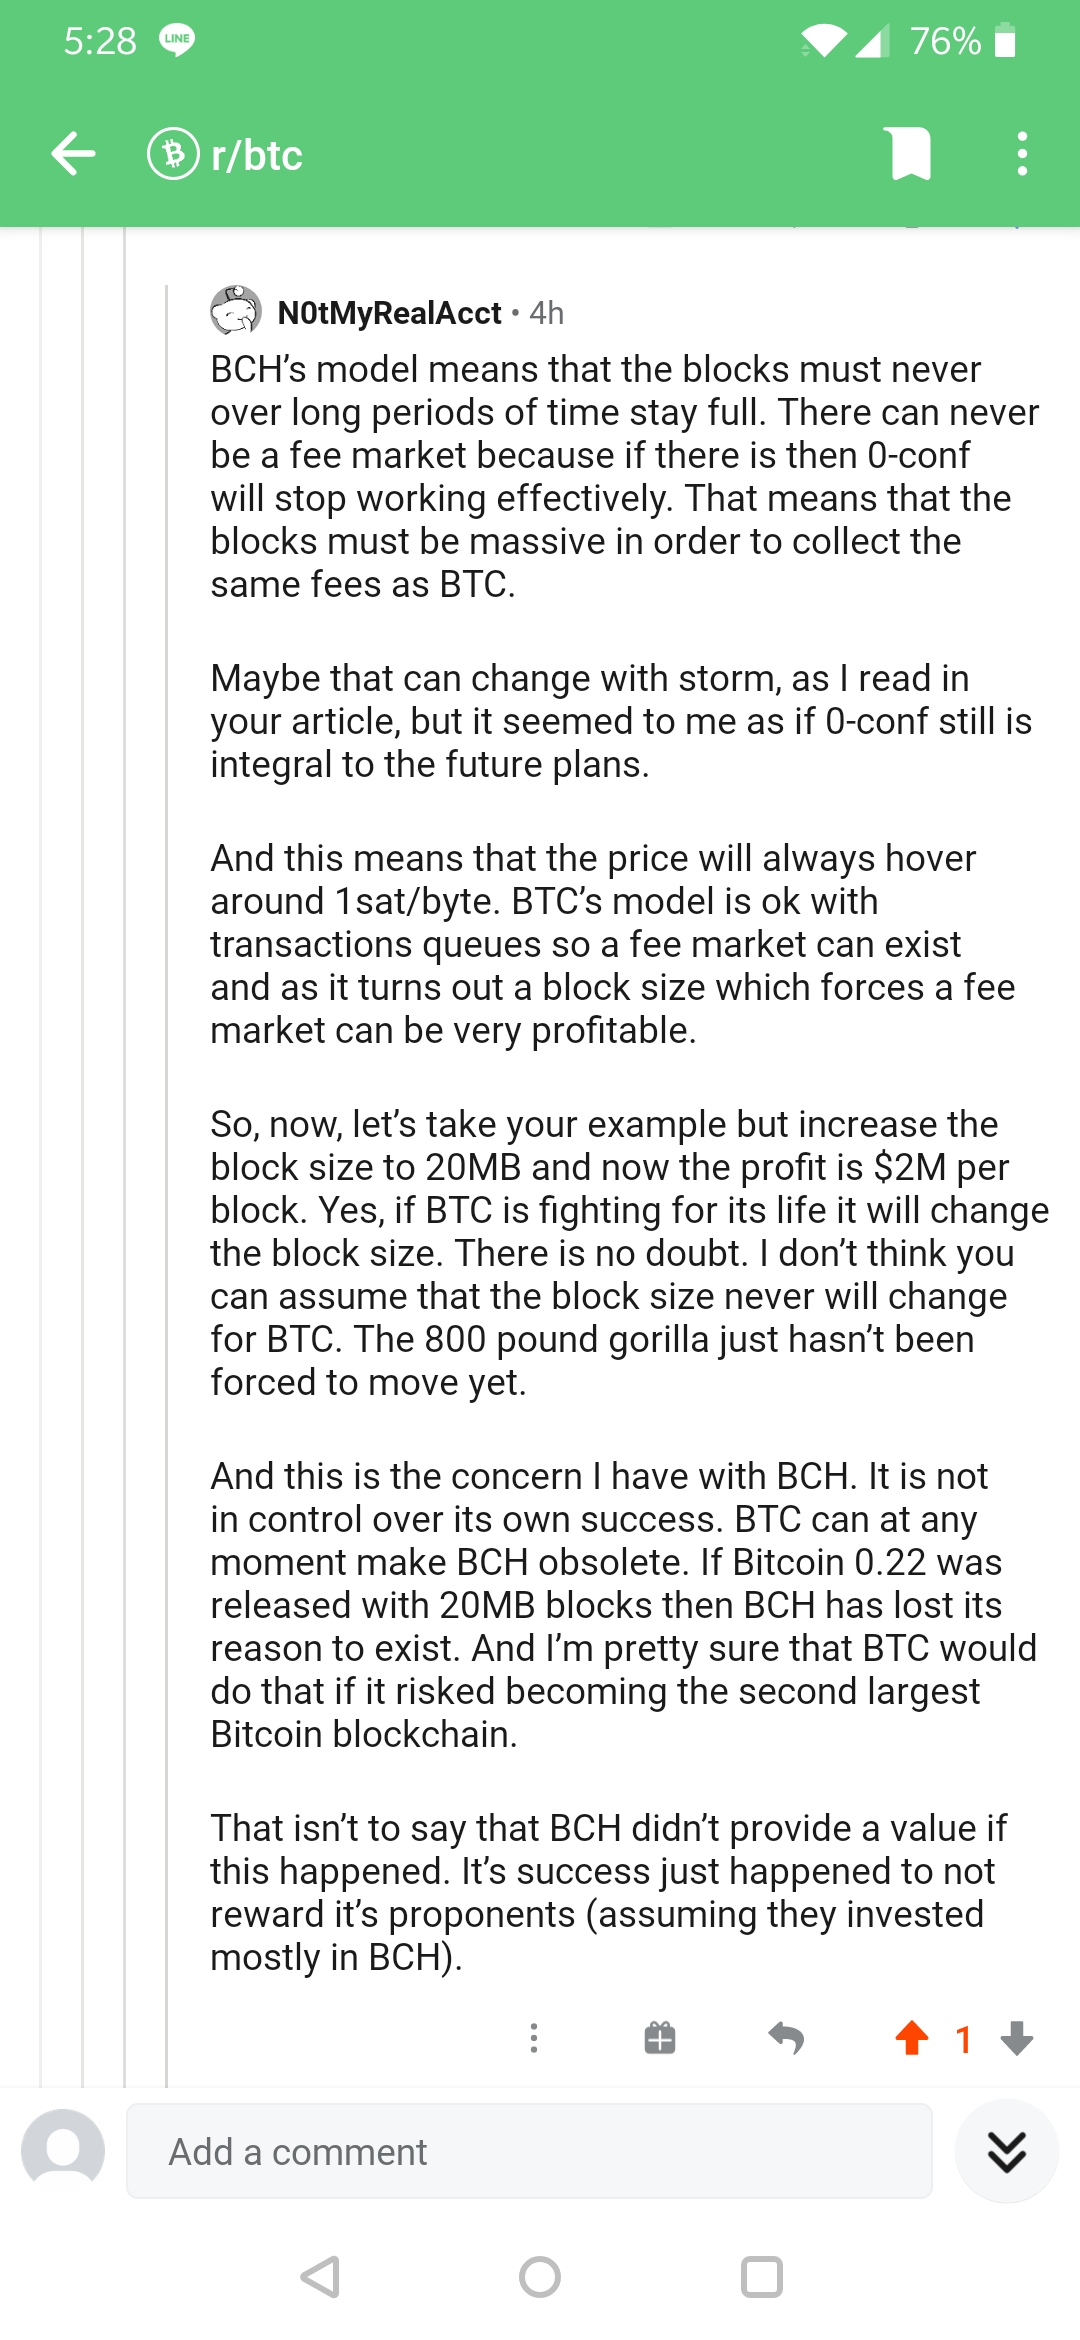 5:28 LINE 76%
r/btc
N0tMyRealAcct • 4h
BCH’s model means that the blocks must never
over long periods of time stay full. There can never
be a fee market because if there is then 0-conf
will stop working effectively. That means that the
blocks must be massive in order to collect the
same fees as BTC.
Maybe that can change with storm, as I read in
your article, but it seemed to me as if 0-conf still is
integral to the future plans.
And this means that the price will always hover
around 1sat/byte. BTC’s model is ok with
transactions queues so a fee market can exist
and as it turns out a block size which forces a fee
market can be very profitable.
So, now, let’s take your example but increase the
block size to 20MB and now the profit is $2M per
block. Yes, if BTC is fighting for its life it will change
the block size. There is no doubt. I don’t think you
can assume that the block size never will change
for BTC. The 800 pound gorilla just hasn’t been
forced to move yet.
And this is the concern I have with BCH. It is not
in control over its own success. BTC can at any
moment make BCH obsolete. If Bitcoin 0.22 was
released with 20MB blocks then BCH has lost its
reason to exist. And I’m pretty sure that BTC would
do that if it risked becoming the second largest
Bitcoin blockchain.
That isn’t to say that BCH didn’t provide a value if
this happened. It’s success just happened to not
reward it’s proponents (assuming they invested
mostly in BCH).
1
Add a comment